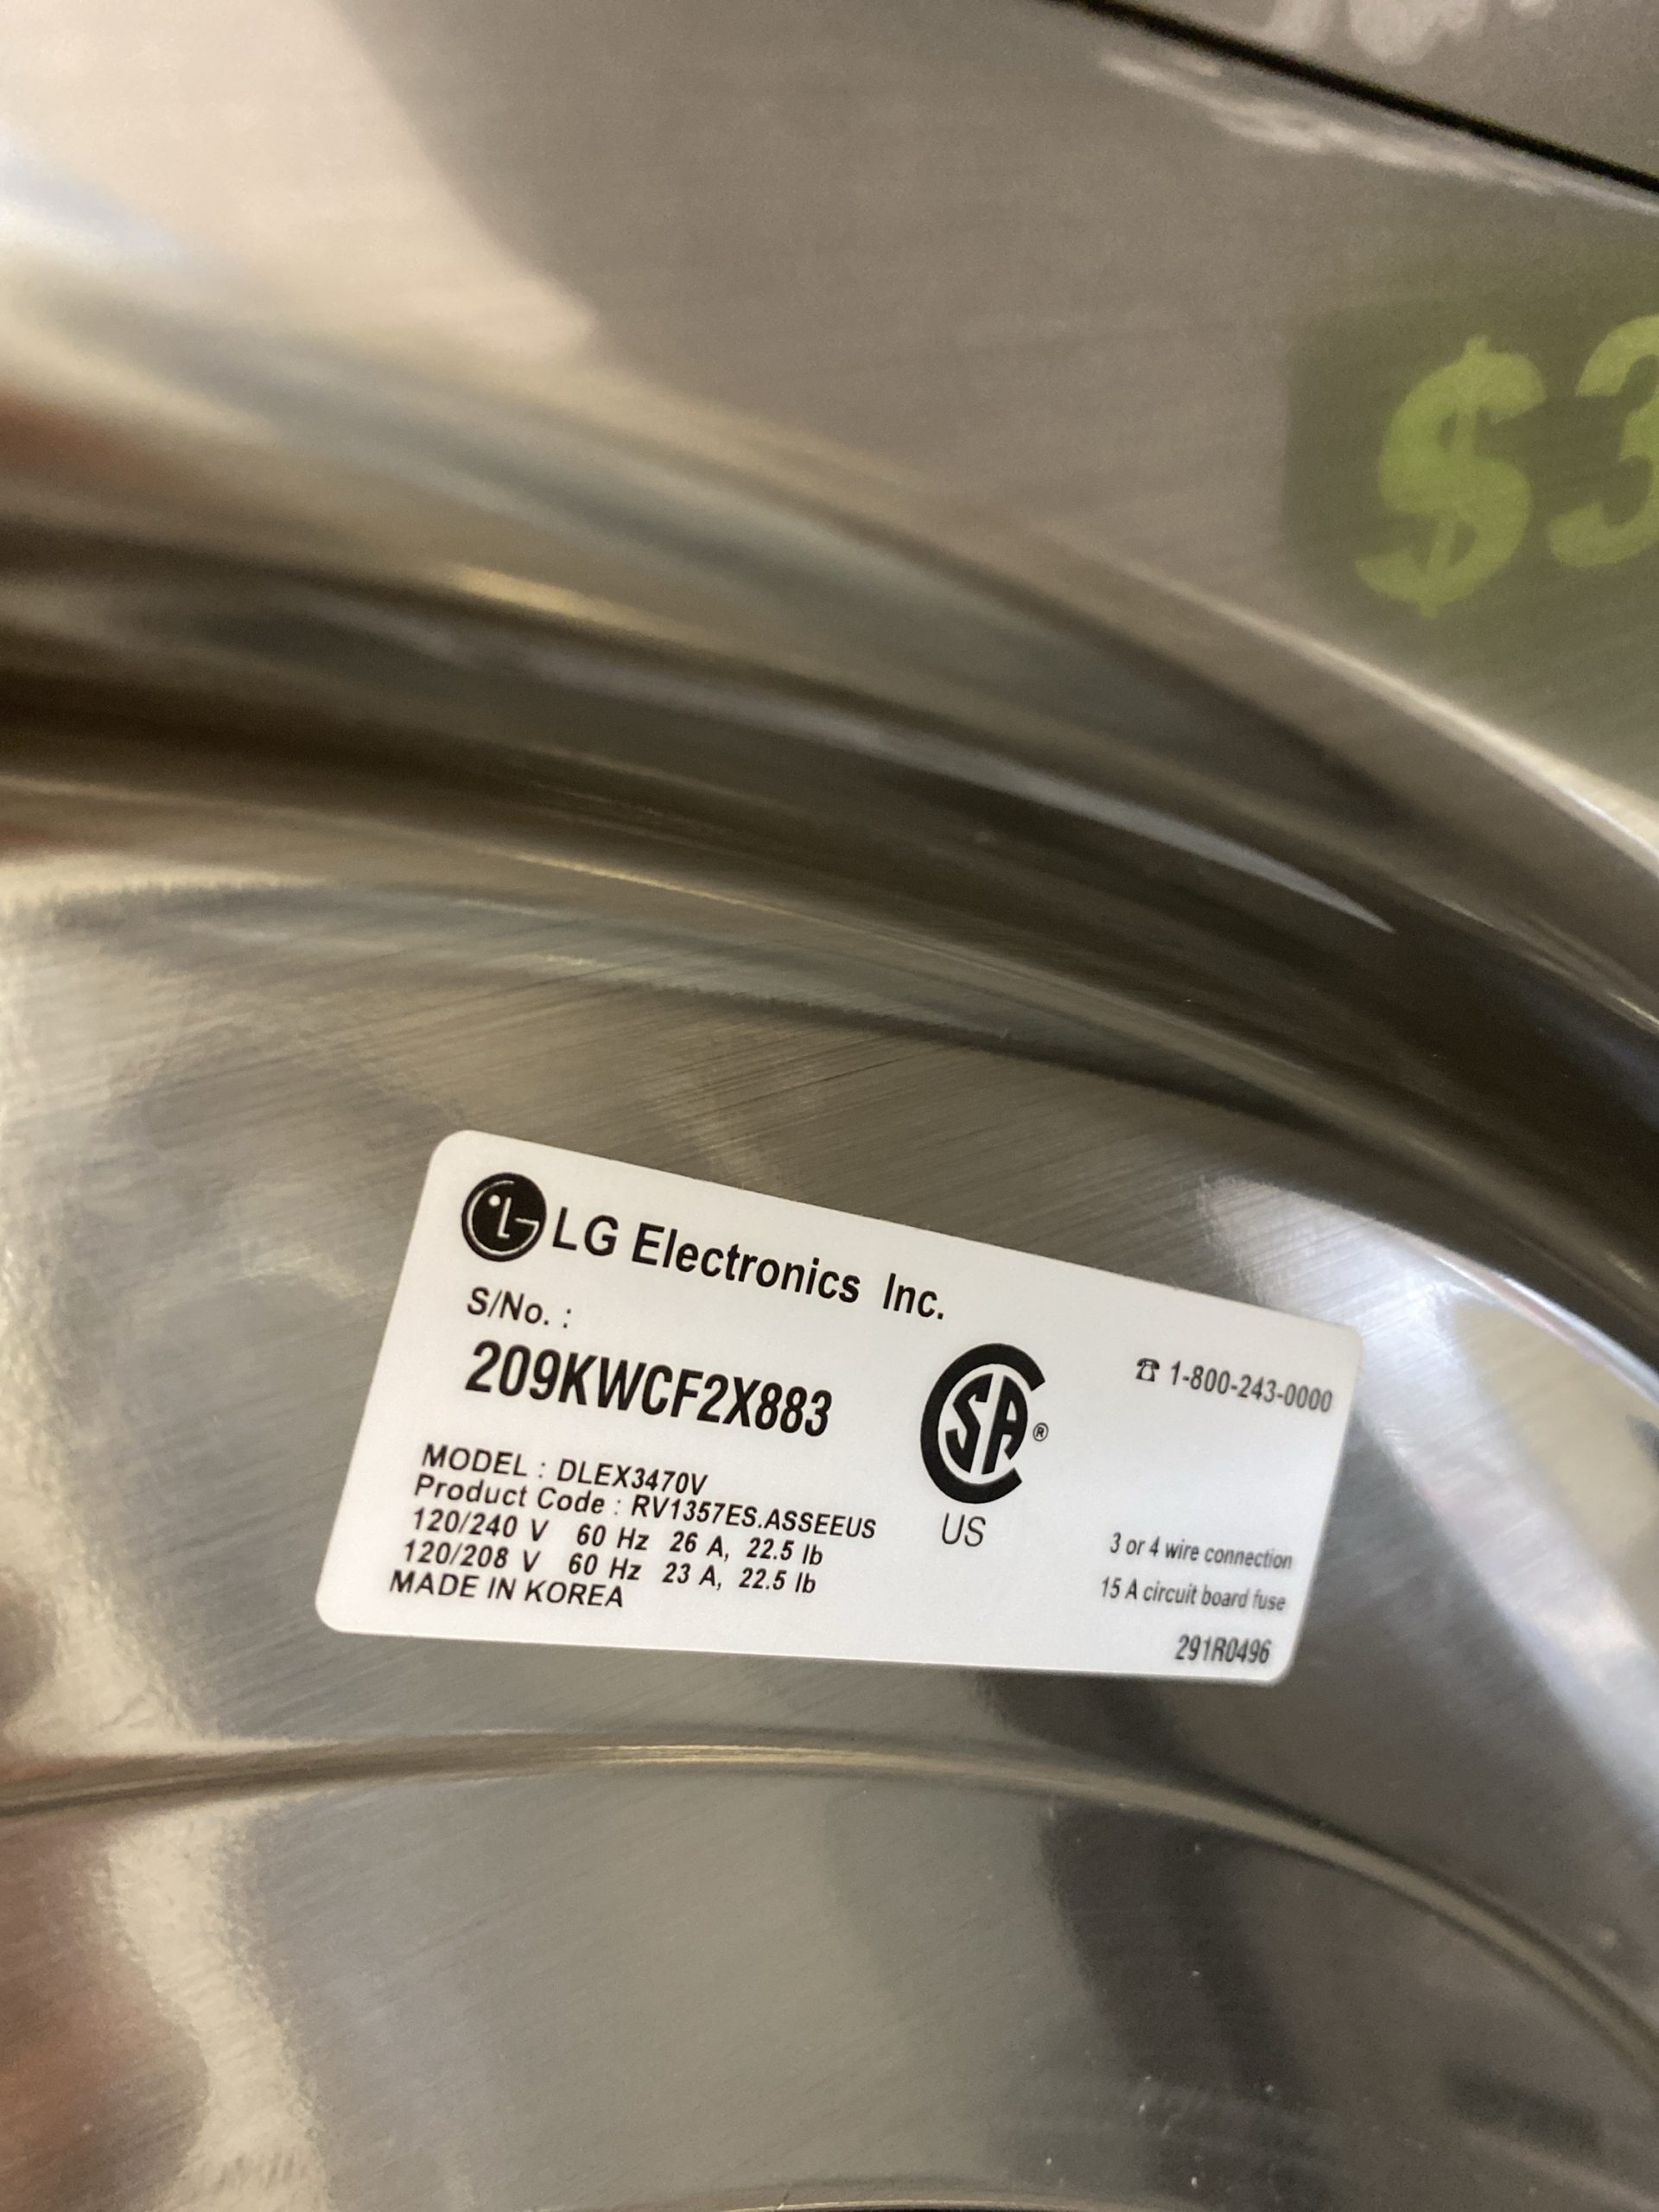 $3
LG Electronics Inc.
S/No. :
209KWCF2X883
MODEL : DLEX3470V
Product Code : RV1357ES.ASSEEUS
120/240 V 60 Hz 26 A, 22.5 lb
120/208 V 60 Hz 23 A, 22.5 lb
MADE IN KOREA
SA ®
US
☎ 1-800-243-0000
3 or 4 wire connection
15 A circuit board fuse
291R0496